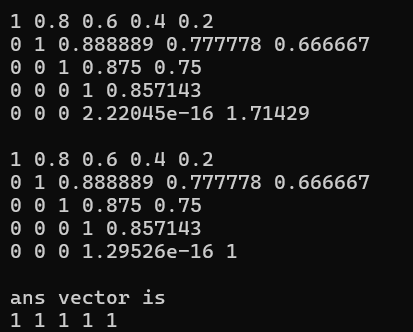 1 0.8 0.6 0.4 0.2
0 1 0.888889 0.777778 0.666667
0 0 1 0.875 0.75
0 0 0 1 0.857143
0 0 0 2.22045e-16 1.71429
1 0.8 0.6 0.4 0.2
0 1 0.888889 0.777778 0.666667
0 0 1 0.875 0.75
0 0 0 1 0.857143
0 0 0 1.29526e-16 1
ans vector is
1 1 1 1 1